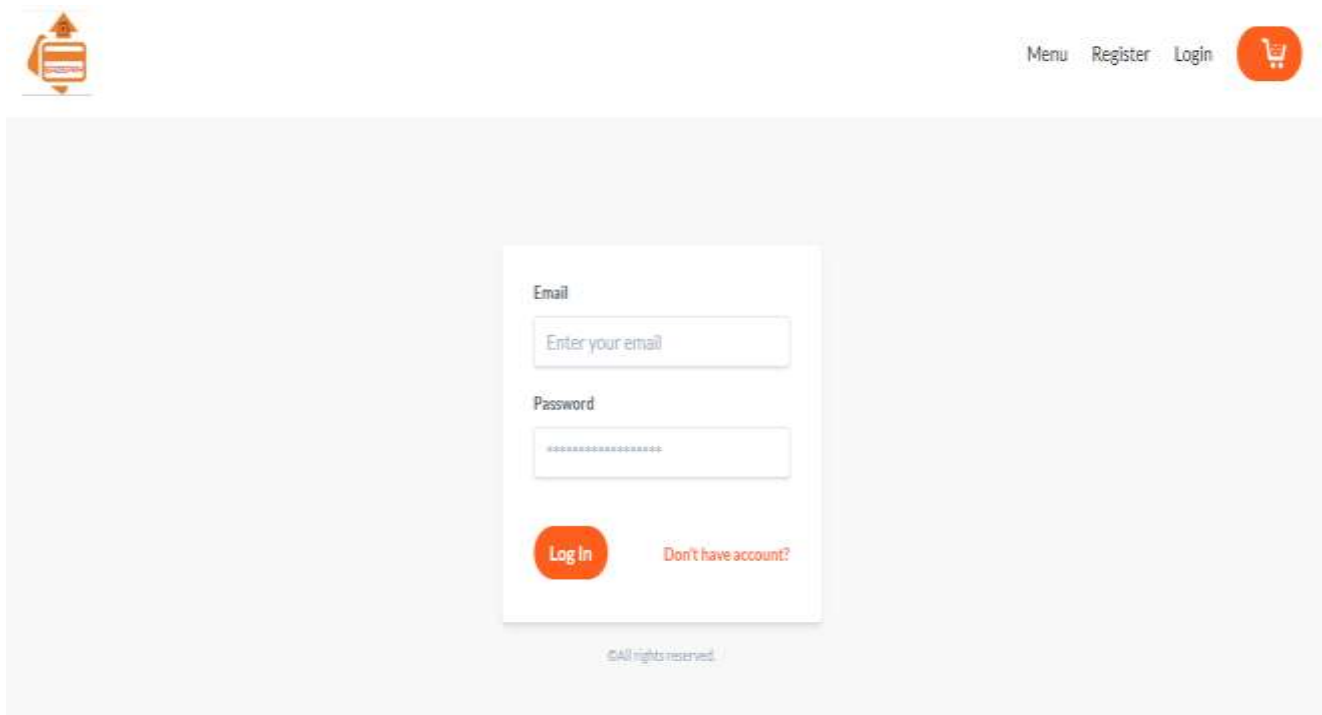 Menu Register Login
Email
Enter your email
Password
******************
Log In Don't have account?
©All rights reserved.